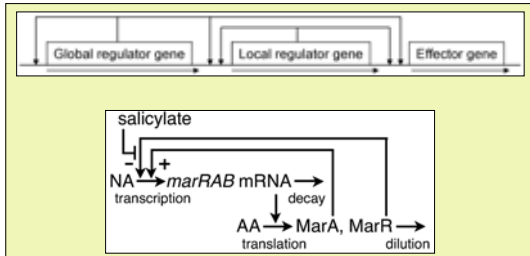 Global regulator gene Local regulator gene Effector gene
salicylate
- +
NA marRAB mRNA
transcription decay
AA MarA, MarR
translation dilution